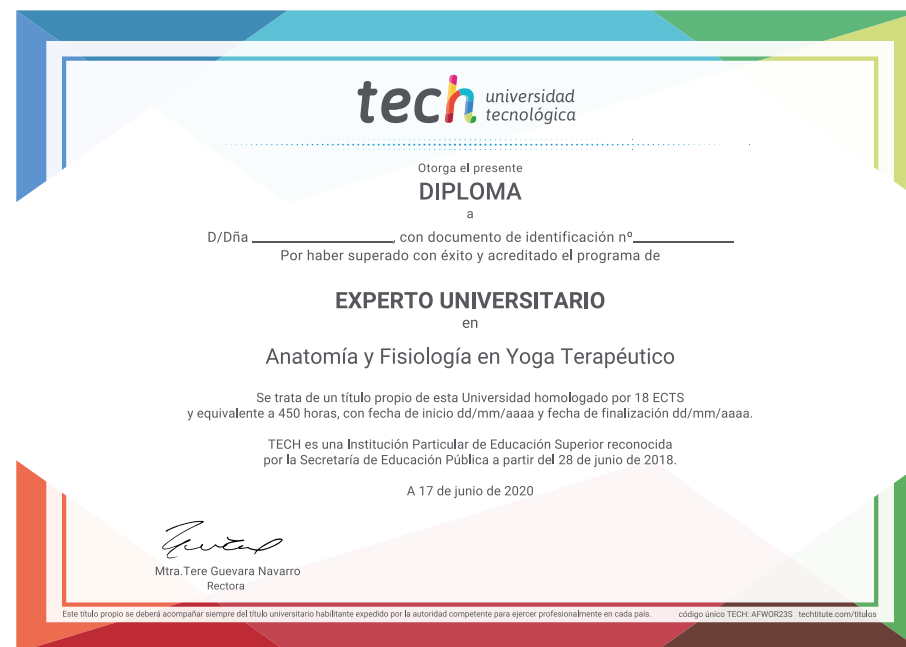 tech universidad
tecnológica
Otorga el presente
DIPLOMA
a
D/Dña ____________________, con documento de identificación nº______________
Por haber superado con éxito y acreditado el programa de
EXPERTO UNIVERSITARIO
en
Anatomía y Fisiología en Yoga Terapéutico
Se trata de un título propio de esta Universidad homologado por 18 ECTS
y equivalente a 450 horas, con fecha de inicio dd/mm/aaaa y fecha de finalización dd/mm/aaaa.
TECH es una Institución Particular de Educación Superior reconocida
por la Secretaría de Educación Pública a partir del 28 de junio de 2018.
A 17 de junio de 2020
Mtra.Tere Guevara Navarro
Rectora
Este título propio se deberá acompañar siempre del título universitario habilitante expedido por la autoridad competente para ejercer profesionalmente en cada país. código único TECH: AFWOR23S techtitute.com/titulos